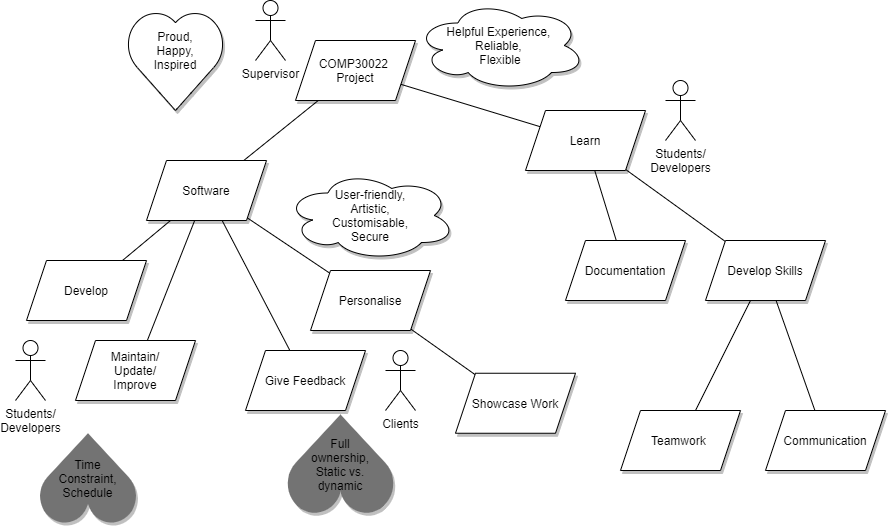 Proud,
Happy,
Inspired
Supervisor
COMP30022
Project
Helpful Experience,
Reliable,
Flexible
Learn
Students/
Developers
Software
User-friendly,
Artistic,
Customisable,
Secure
Develop
Personalise
Documentation
Develop Skills
Maintain/
Update/
Improve
Give Feedback
Showcase Work
Students/
Developers
Clients
Teamwork
Communication
Time
Constraint,
Schedule
Full
ownership,
Static vs.
dynamic